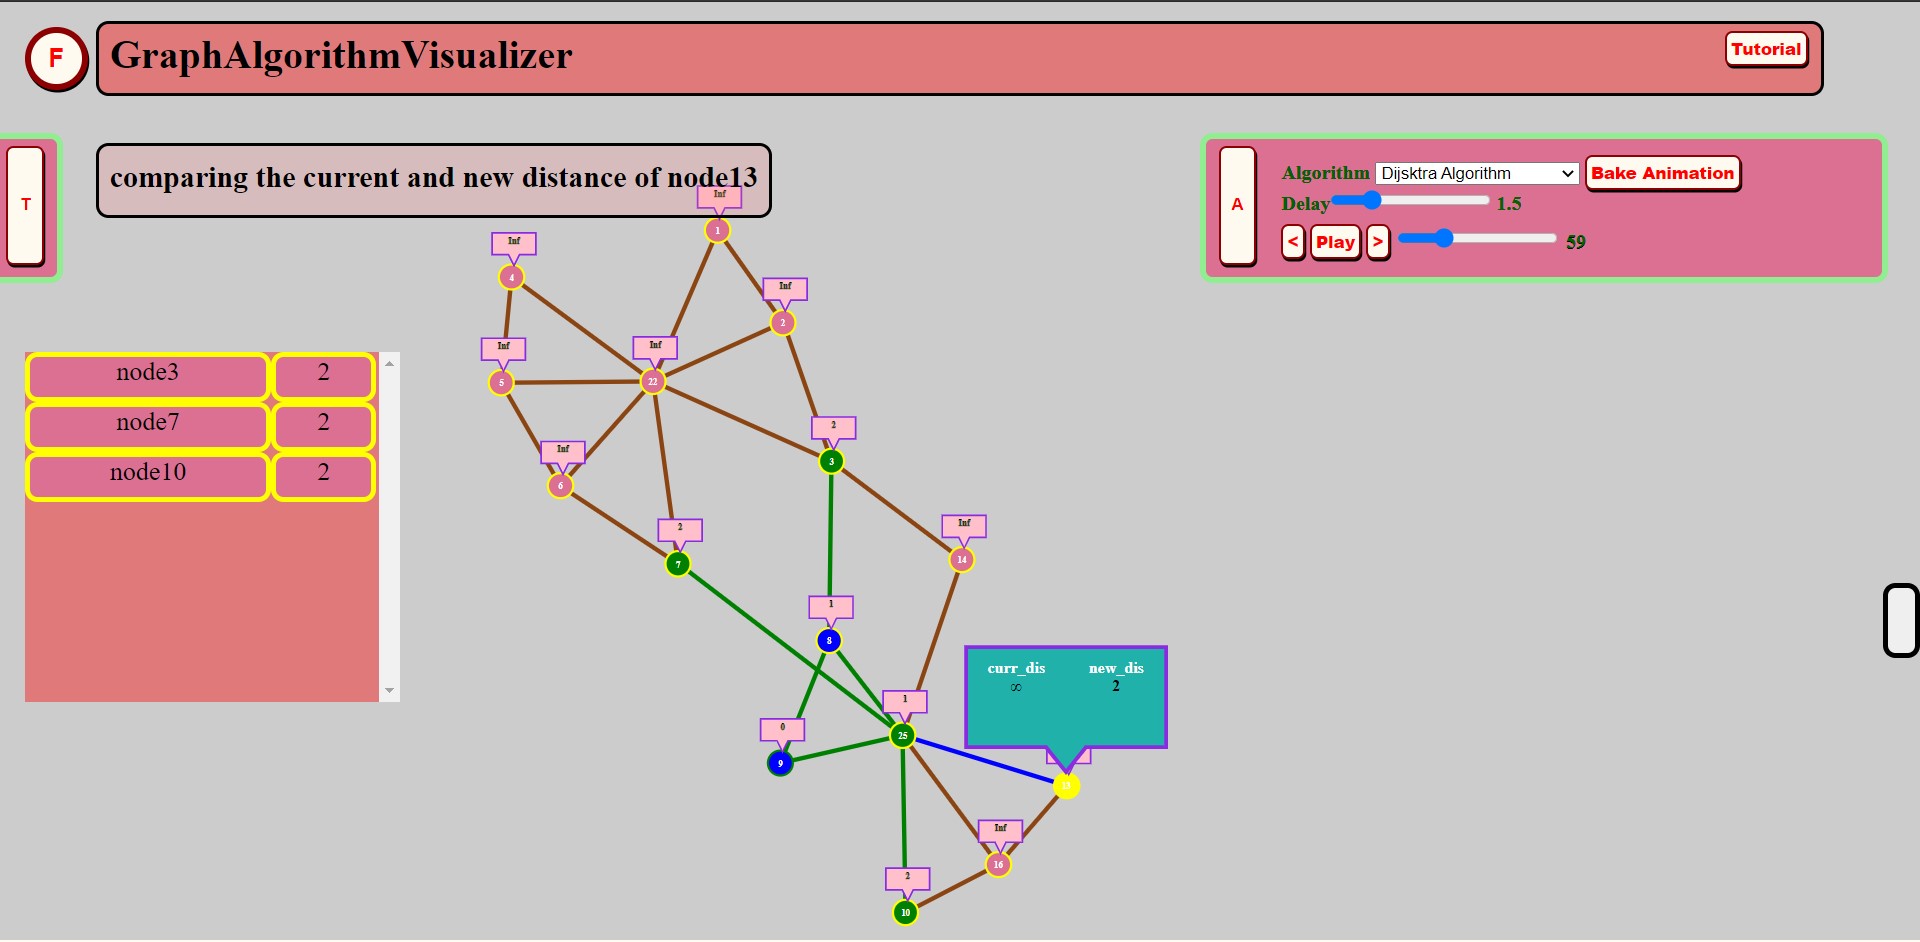 F
GraphAlgorithmVisualizer
Tutorial
T
comparing the current and new distance of node13
A
Algorithm Dijsktra Algorithm Bake Animation
Delay 1.5
< Play > 59
node3 2
node7 2
node10 2
Inf
1
Inf
4
Inf
2
Inf
5
Inf
22
2
3
Inf
6
2
7
Inf
14
1
8
curr_dis new_dis
∞ 2
1
25
0
9
13
Inf
16
2
10